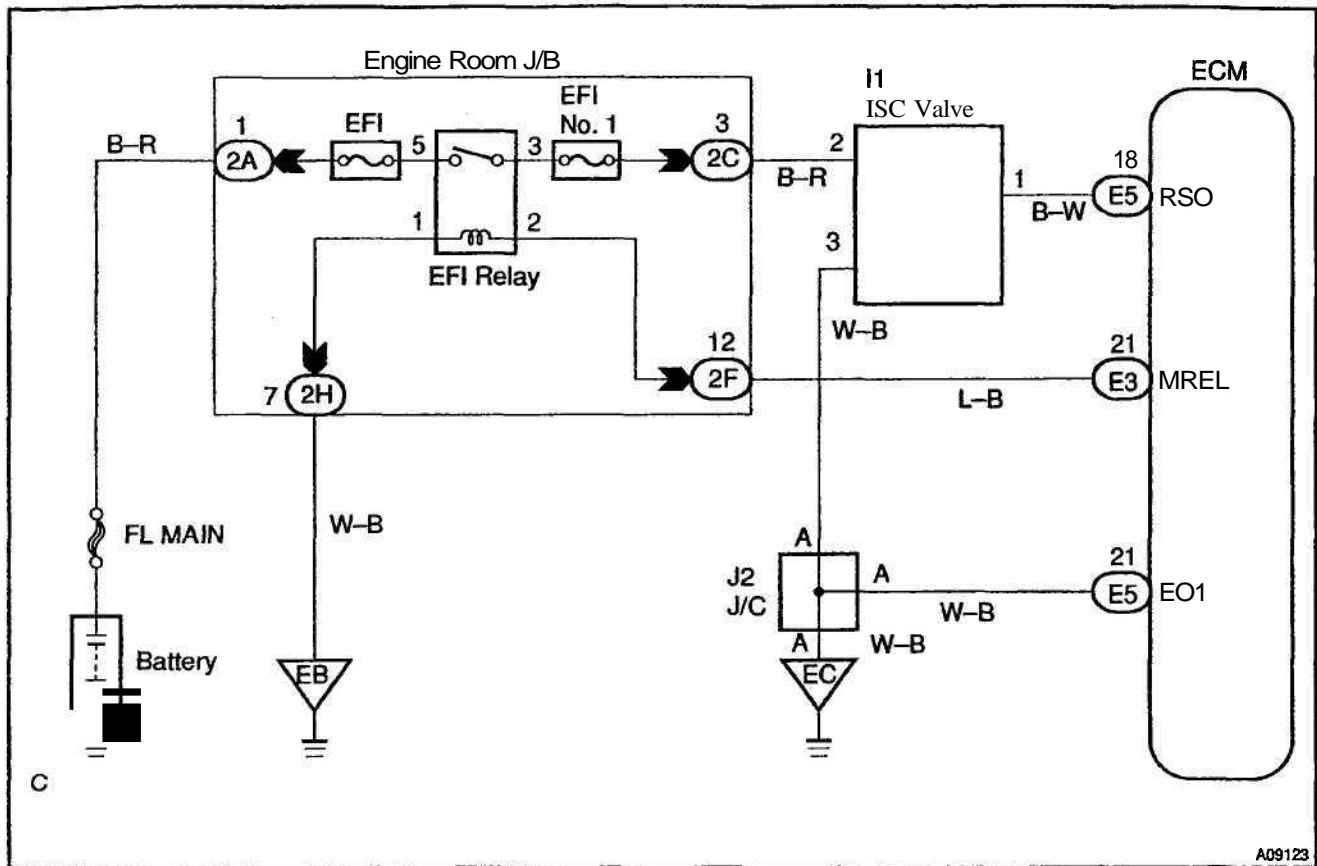 Engine Room J/B
I1
ISC Valve
ECM
EFI
EFI
No. 1
1
2A
B–R
5
3
3
2C
B–R
2
1
B–W
18
E5
RSO
1
2
EFI Relay
3
W–B
7
2H
12
2F
L–B
21
E3
MREL
FL MAIN
W–B
A
J2
J/C
A
W–B
21
E5
EO1
A
W–B
Battery
EB
EC
C
A09123